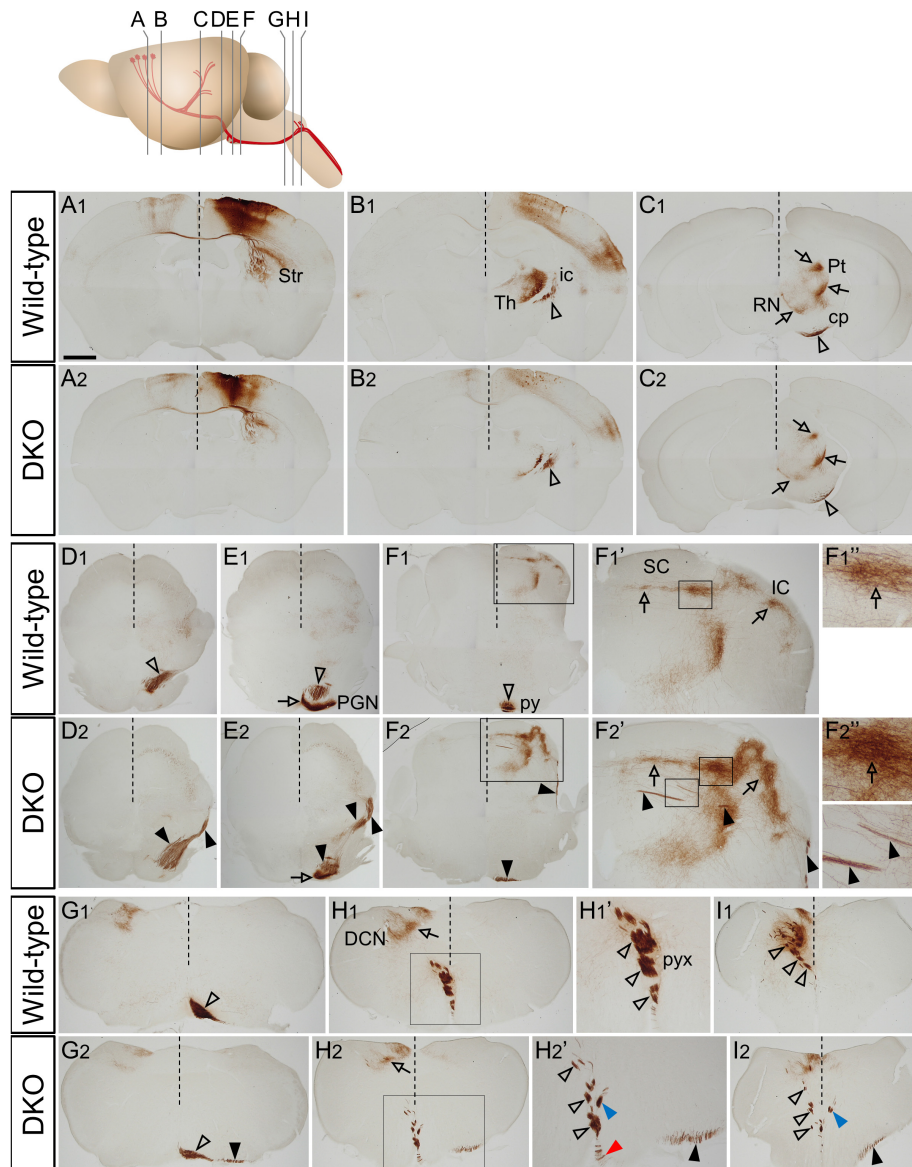 A B C D E F G H I
Wild-type
A1 Str
B1 Th ic
C1 Pt RN cp
DKO
A2
B2
C2
Wild-type
D1
E1 PGN
F1 py
F1' SC IC
F1''
DKO
D2
E2
F2
F2'
F2''
Wild-type
G1
H1 DCN
H1' pyx
I1
DKO
G2
H2
H2'
I2